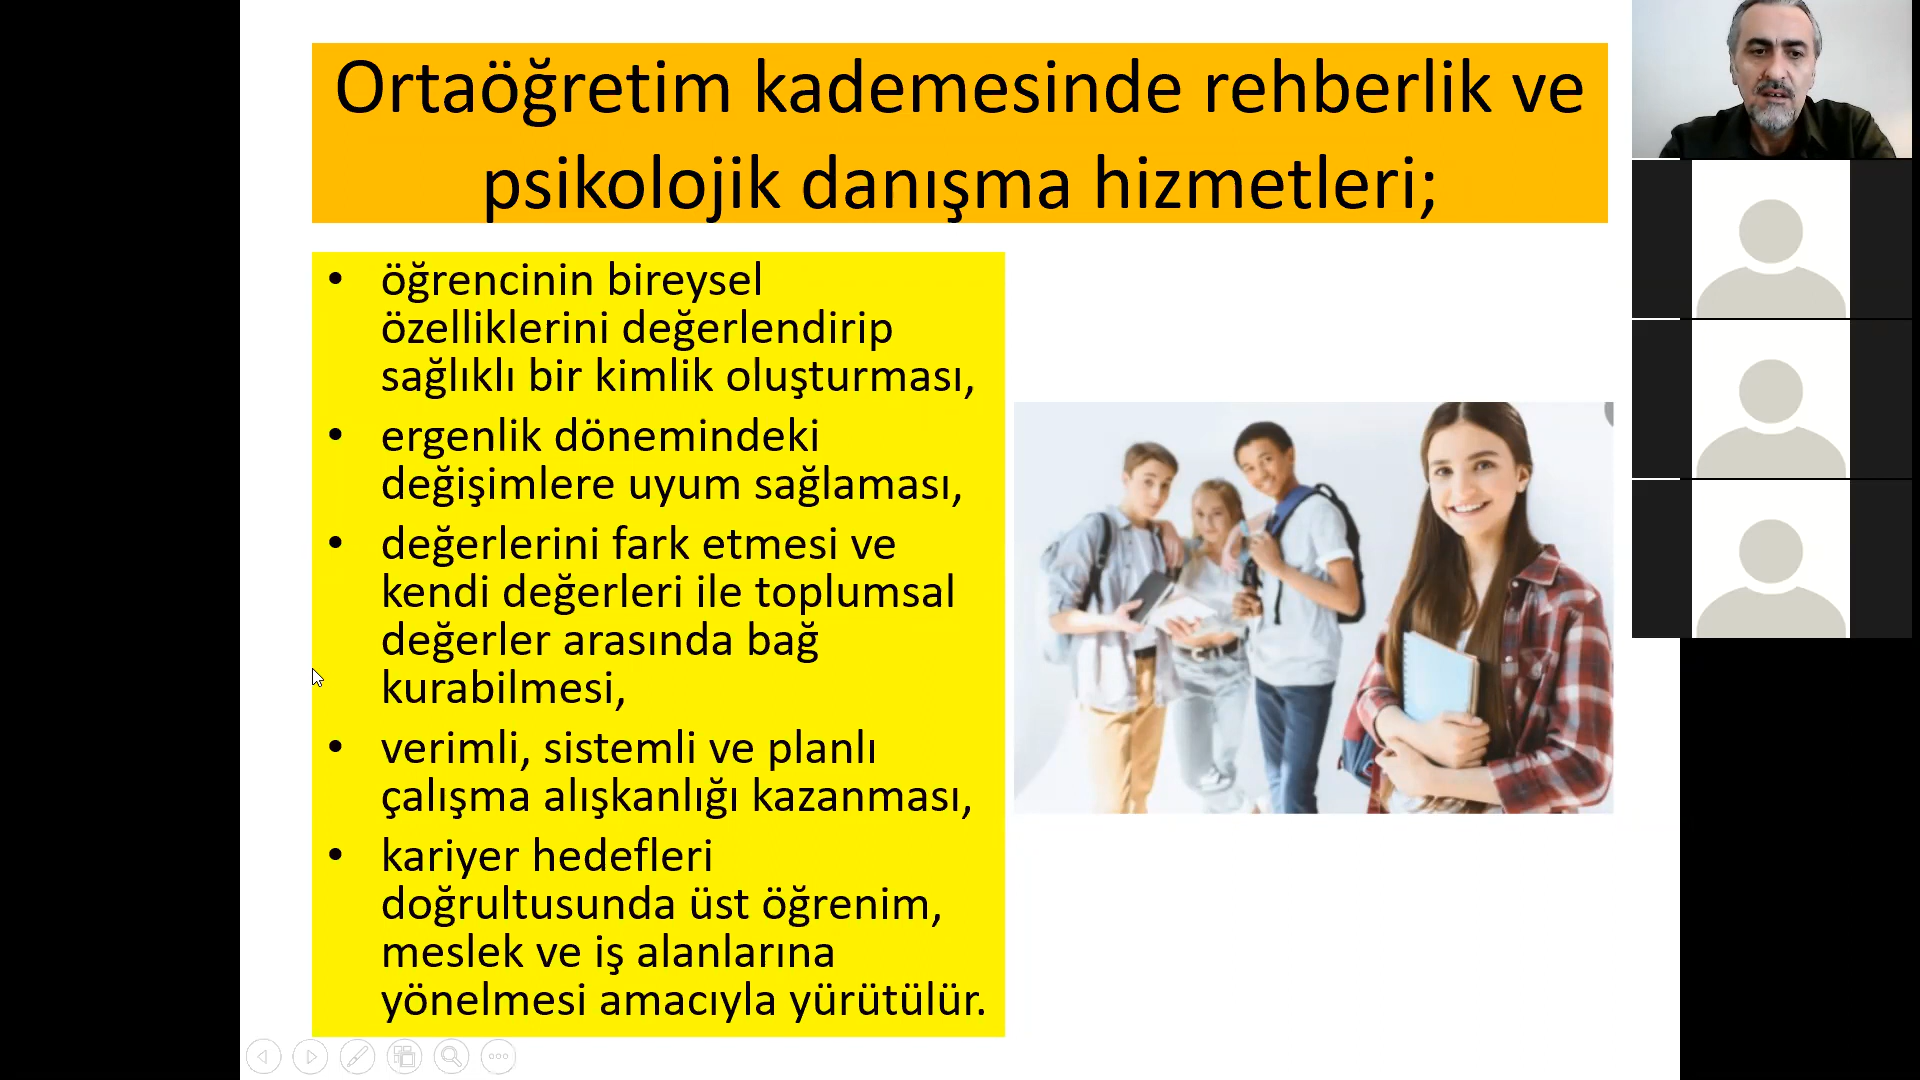 Ortaöğretim kademesinde rehberlik ve
psikolojik danışma hizmetleri;
• öğrencinin bireysel
özelliklerini değerlendirip
sağlıklı bir kimlik oluşturması,
• ergenlik dönemindeki
değişimlere uyum sağlaması,
• değerlerini fark etmesi ve
kendi değerleri ile toplumsal
değerler arasında bağ
kurabilmesi,
• verimli, sistemli ve planlı
çalışma alışkanlığı kazanması,
• kariyer hedefleri
doğrultusunda üst öğrenim,
meslek ve iş alanlarına
yönelmesi amacıyla yürütülür.